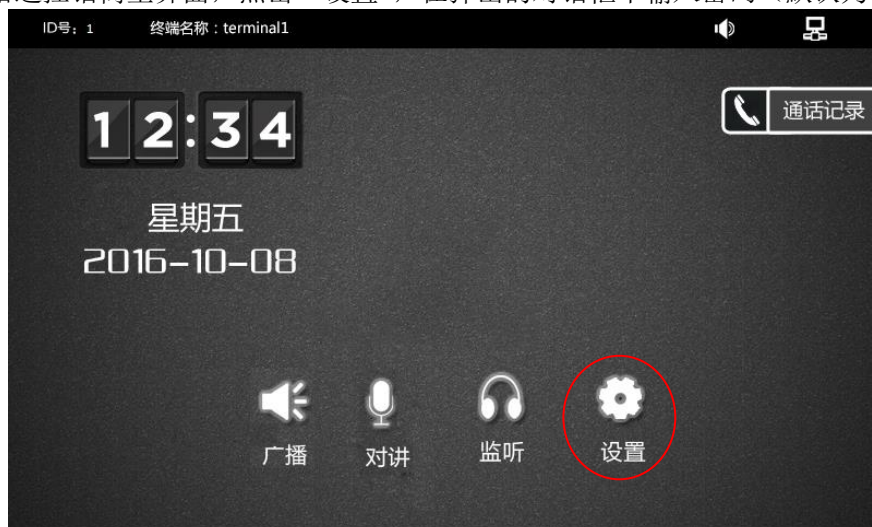 ID号：1 终端名称：terminal1
通话记录
12:34
星期五
2016-10-08
广播 对讲 监听 设置